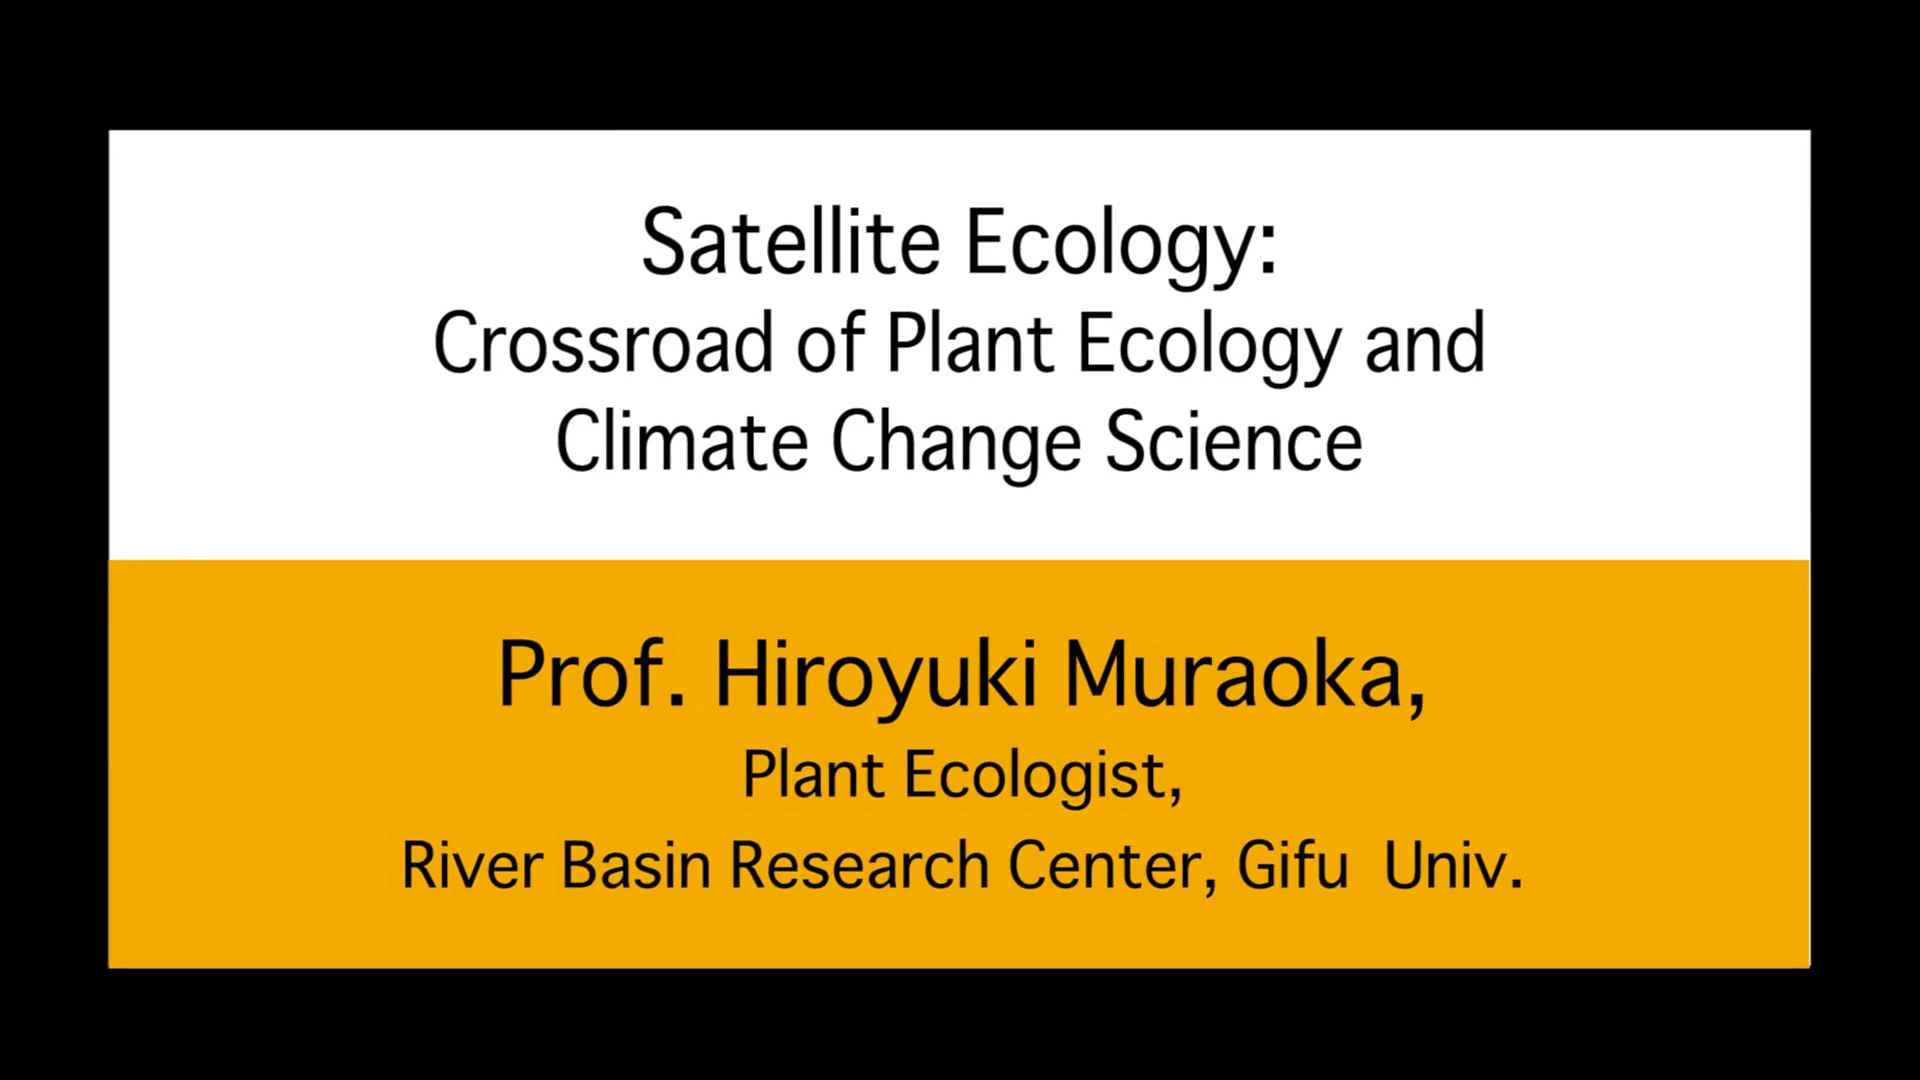 Satellite Ecology:
Crossroad of Plant Ecology and
Climate Change Science
Prof. Hiroyuki Muraoka,
Plant Ecologist,
River Basin Research Center, Gifu  Univ.